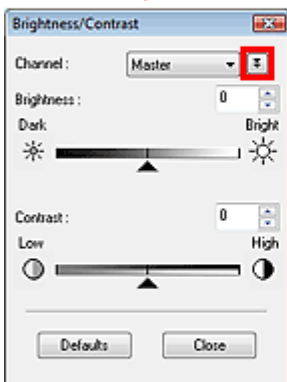 Brightness/Contrast
Channel : Master
Brightness : 0
Dark Bright
Contrast : 0
Low High
Defaults Close